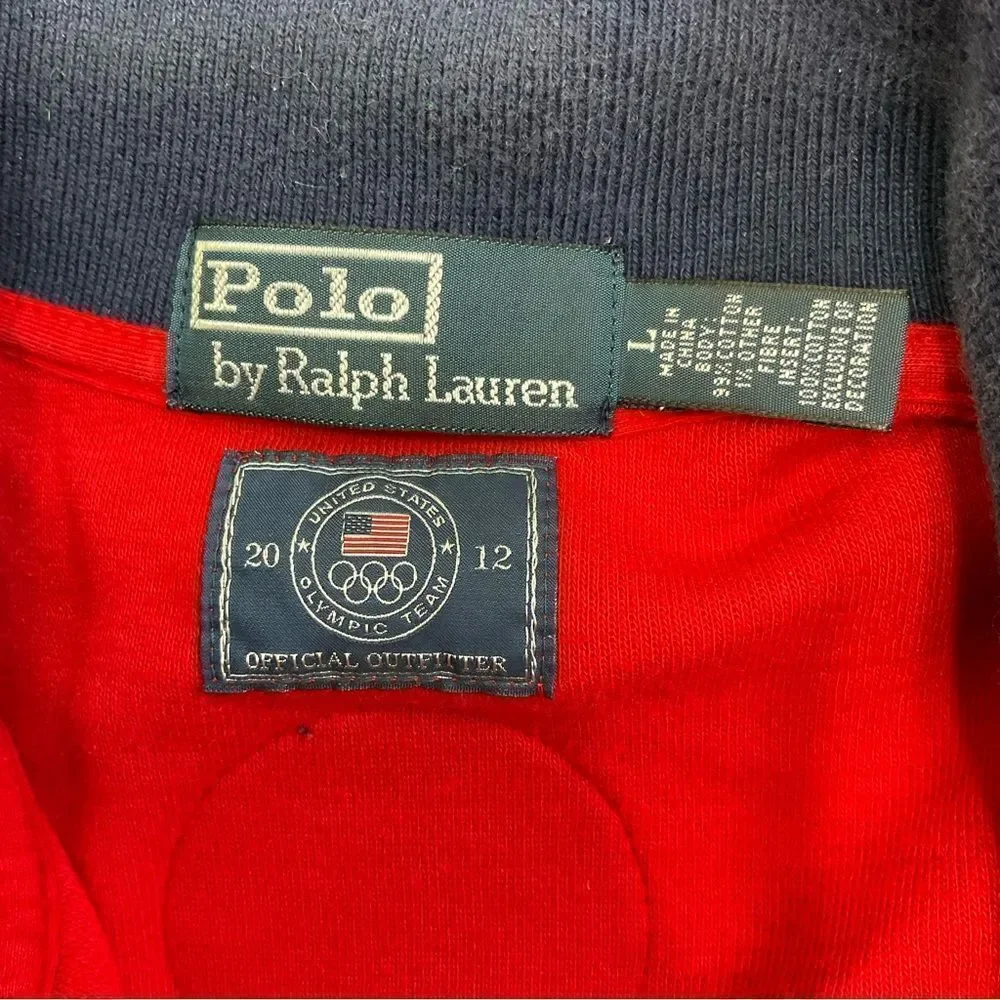 Polo
by Ralph Lauren
L
MADE IN
CHINA
BODY:
99% COTTON
1% OTHER
FIBRE
INERT:
100% COTTON
EXCLUSIVE OF
DECORATION
UNITED STATES
20 12
OLYMPIC TEAM
OFFICIAL OUTFITTER